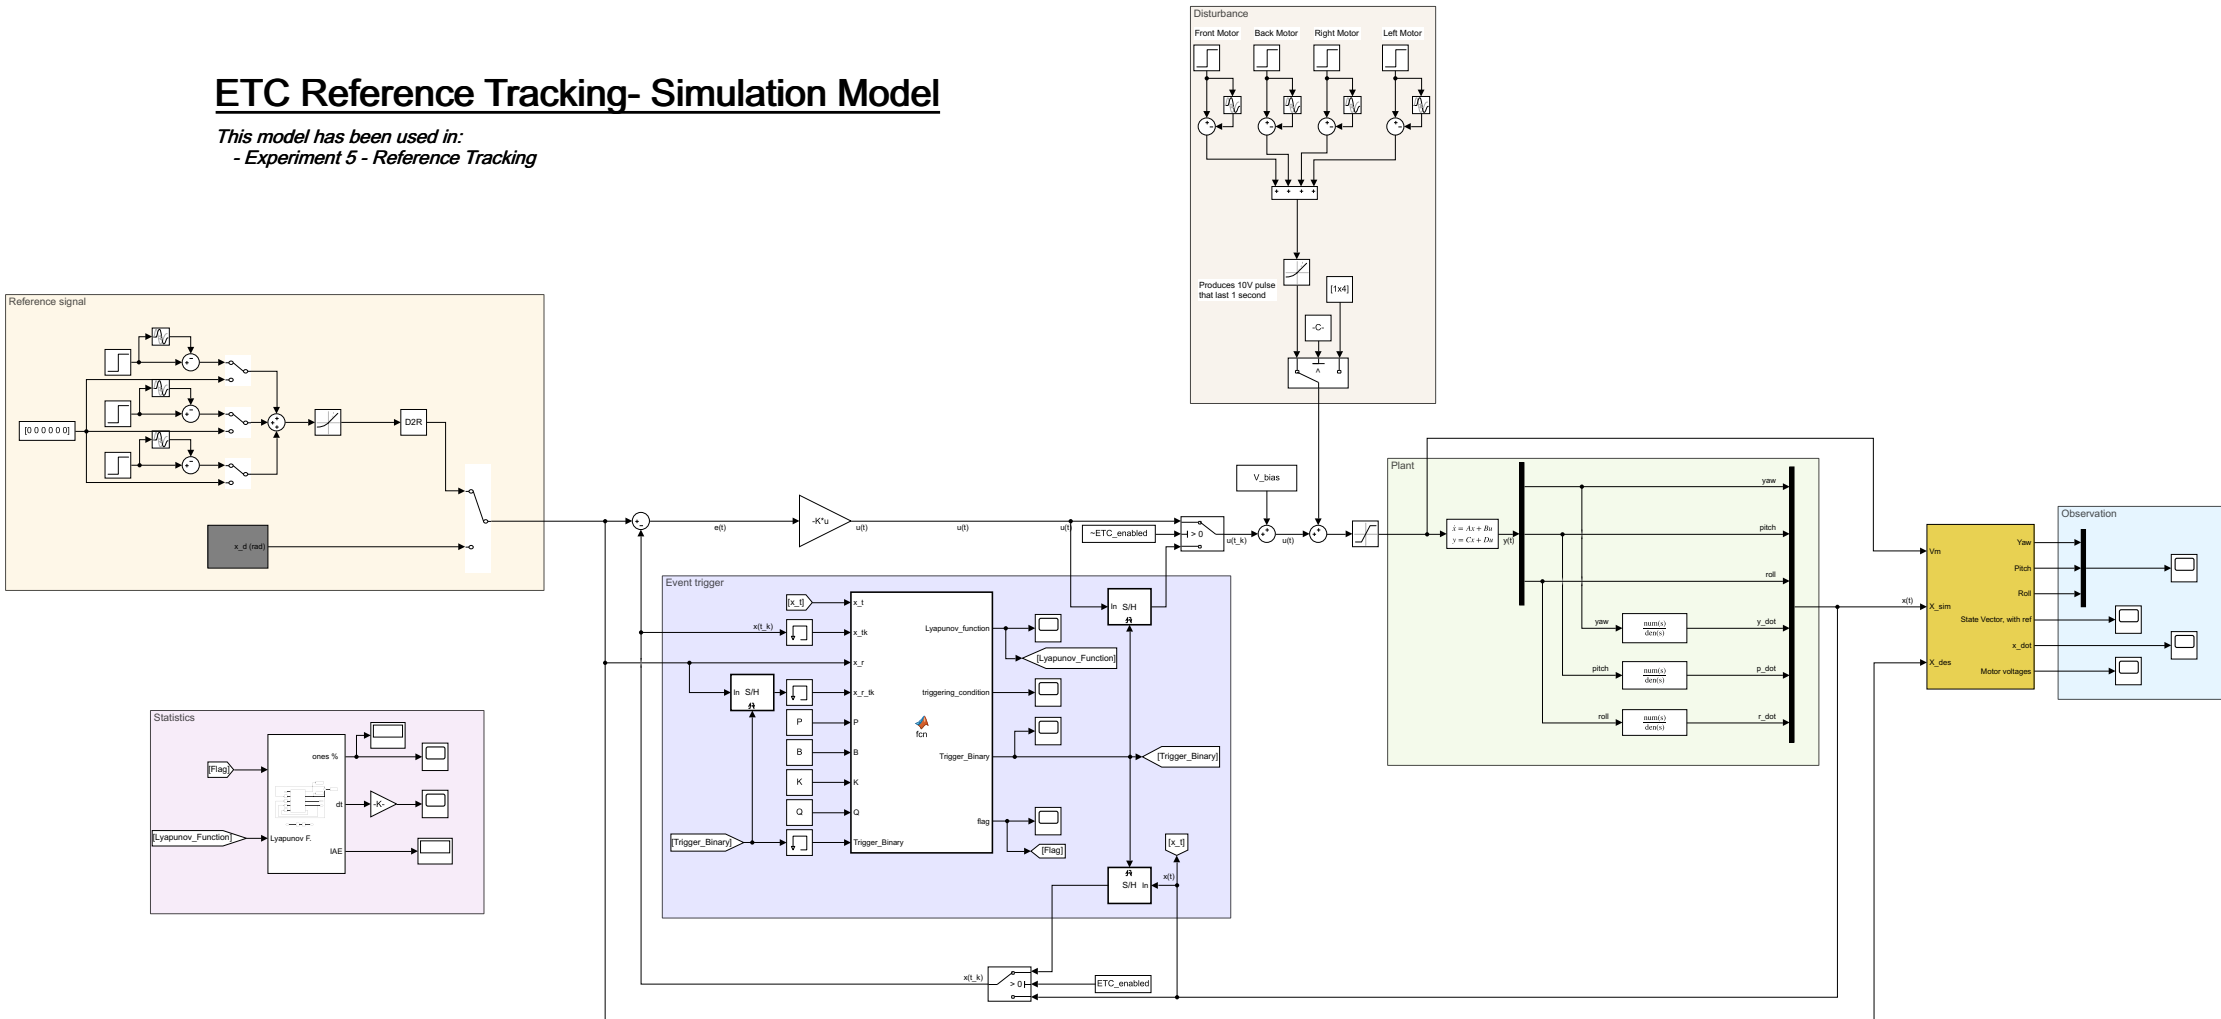 ETC Reference Tracking- Simulation Model
This model has been used in:
- Experiment 5 - Reference Tracking
Disturbance
Front Motor
Back Motor
Right Motor
Left Motor
Produces 10V pulse
that last 1 second
[1x4]
-C-
Reference signal
[0 0 0 0 0 0]
D2R
x_d (rad)
e(t)
-K*u
u(t)
u(t)
u(t)
~ETC_enabled
> 0
u(t_k)
V_bias
u(t)
Plant
ẋ = Ax + Bu
y = Cx + Du
y(t)
yaw
pitch
roll
yaw
num(s)
den(s)
y_dot
pitch
num(s)
den(s)
p_dot
roll
num(s)
den(s)
r_dot
x(t)
Vm
X_sim
X_des
Yaw
Pitch
Roll
State Vector, with ref
x_dot
Motor voltages
Observation
Event trigger
[x_t]
x(t_k)
In S/H
P
B
K
Q
[Trigger_Binary]
x_t
x_tk
x_r
x_r_tk
P
B
K
Q
Trigger_Binary
fcn
Lyapunov_function
triggering_condition
Trigger_Binary
flag
[Lyapunov_Function]
[Trigger_Binary]
[Flag]
In S/H
[x_t]
x(t)
S/H In
x(t_k)
> 0
ETC_enabled
Statistics
[Flag]
[Lyapunov_Function]
Lyapunov F.
ones %
dt
IAE
-K-